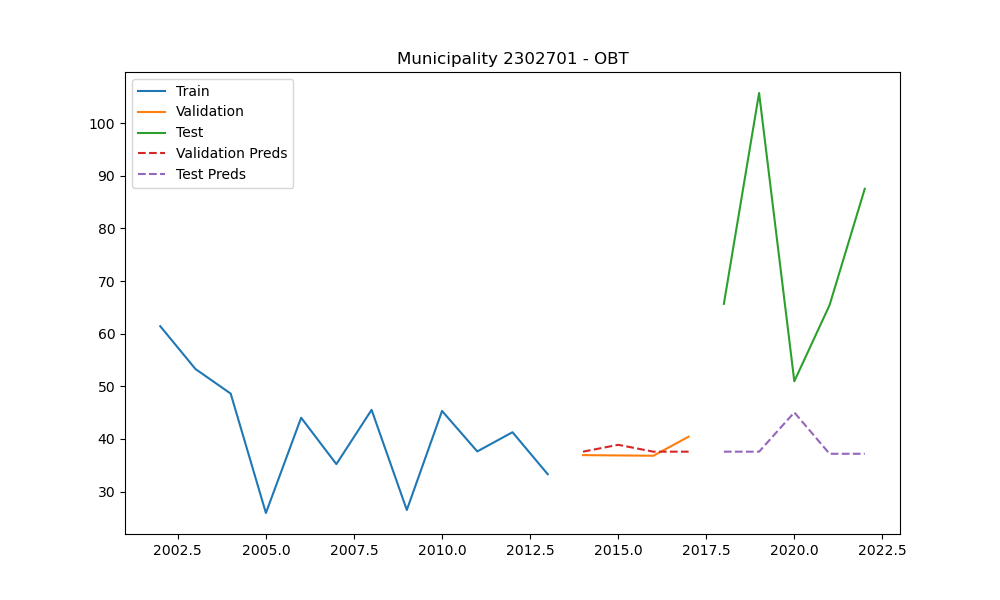 Municipality 2302701 - OBT
Train
Validation
Test
Validation Preds
Test Preds
100
90
80
70
60
50
40
30
2002.5 2005.0 2007.5 2010.0 2012.5 2015.0 2017.5 2020.0 2022.5